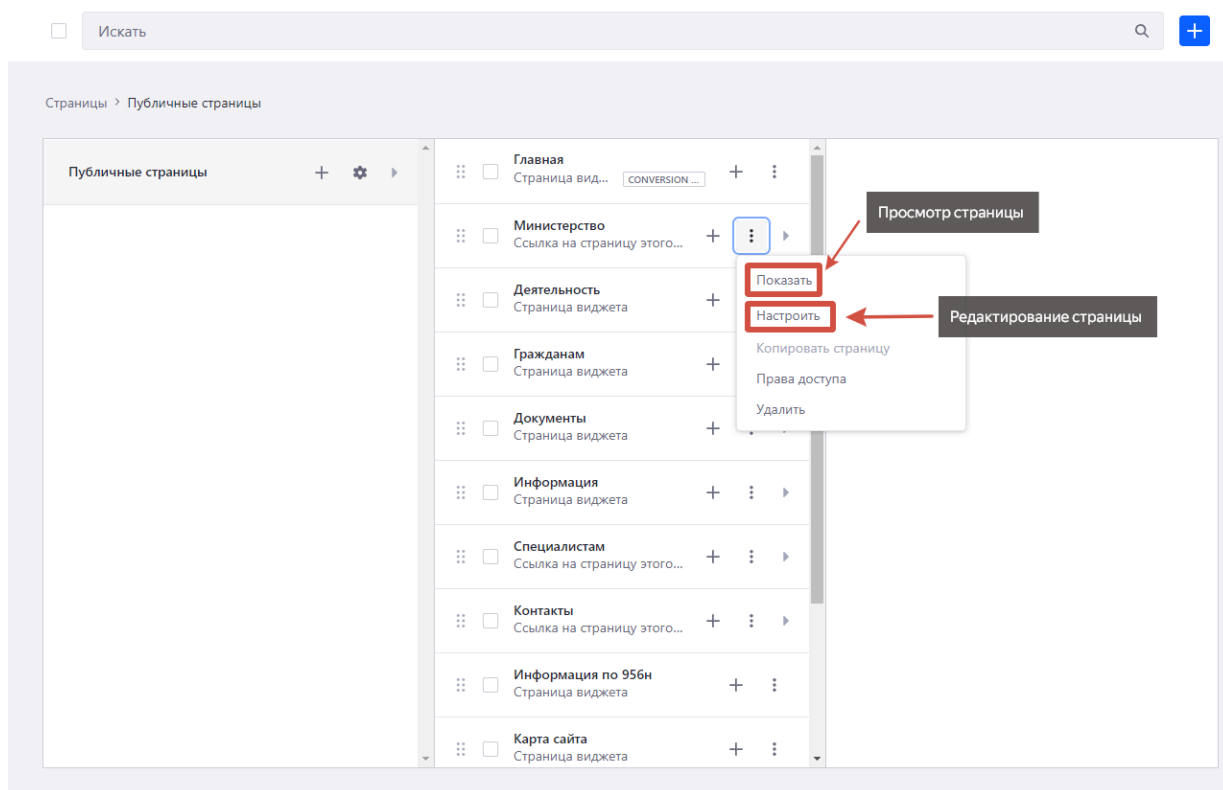 Искать
Страницы > Публичные страницы
Публичные страницы
Главная
Страница вид... CONVERSION ...
Министерство
Ссылка на страницу этого...
Просмотр страницы
Показать
Деятельность
Страница виджета
Настроить
Редактирование страницы
Гражданам
Страница виджета
Копировать страницу
Права доступа
Удалить
Документы
Страница виджета
Информация
Страница виджета
Специалистам
Ссылка на страницу этого...
Контакты
Ссылка на страницу этого...
Информация по 956н
Страница виджета
Карта сайта
Страница виджета